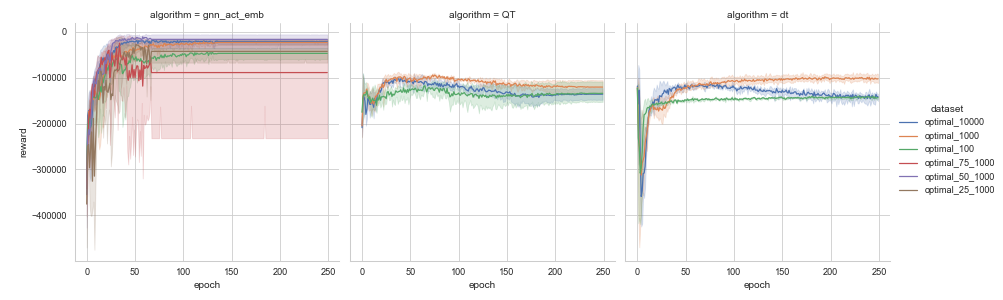 algorithm = gnn_act_emb
algorithm = QT
algorithm = dt
reward
0
−100000
−200000
−300000
−400000
0 50 100 150 200 250
0 50 100 150 200 250
0 50 100 150 200 250
epoch
epoch
epoch
dataset
optimal_10000
optimal_1000
optimal_100
optimal_75_1000
optimal_50_1000
optimal_25_1000